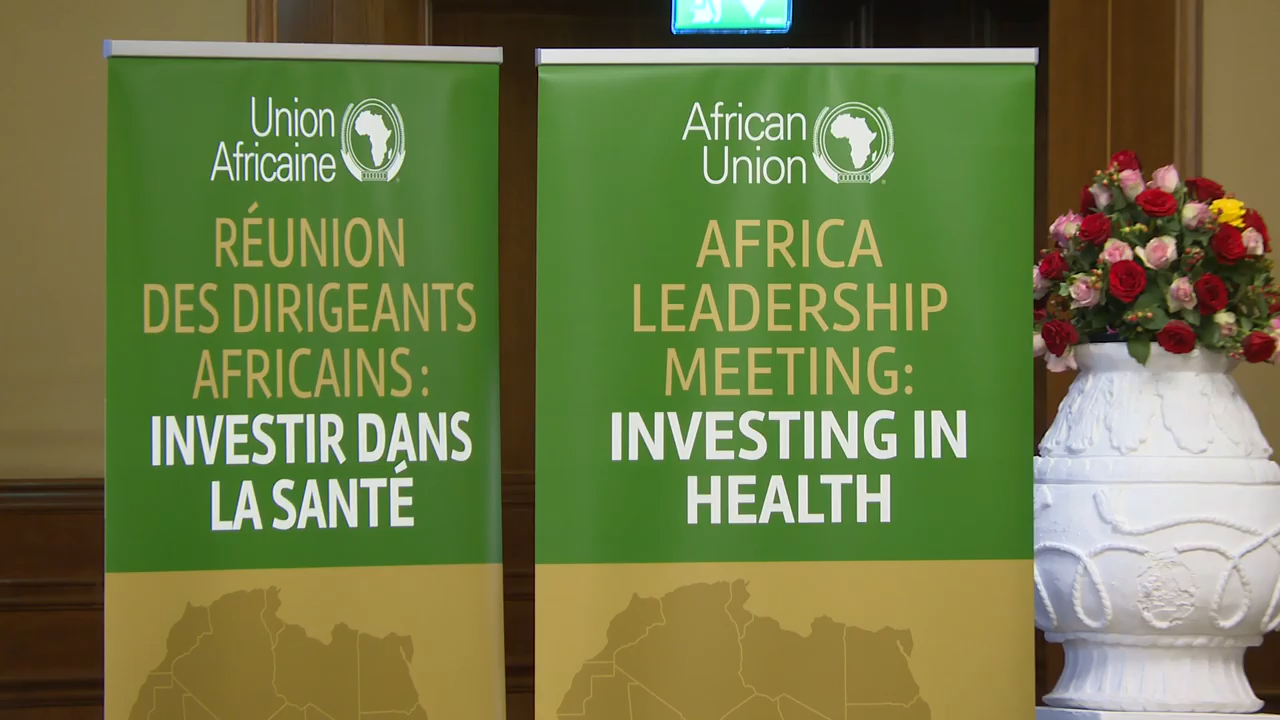 Union
Africaine
RÉUNION
DES DIRIGEANTS
AFRICAINS :
INVESTIR DANS
LA SANTÉ
African
Union
AFRICA
LEADERSHIP
MEETING:
INVESTING IN
HEALTH